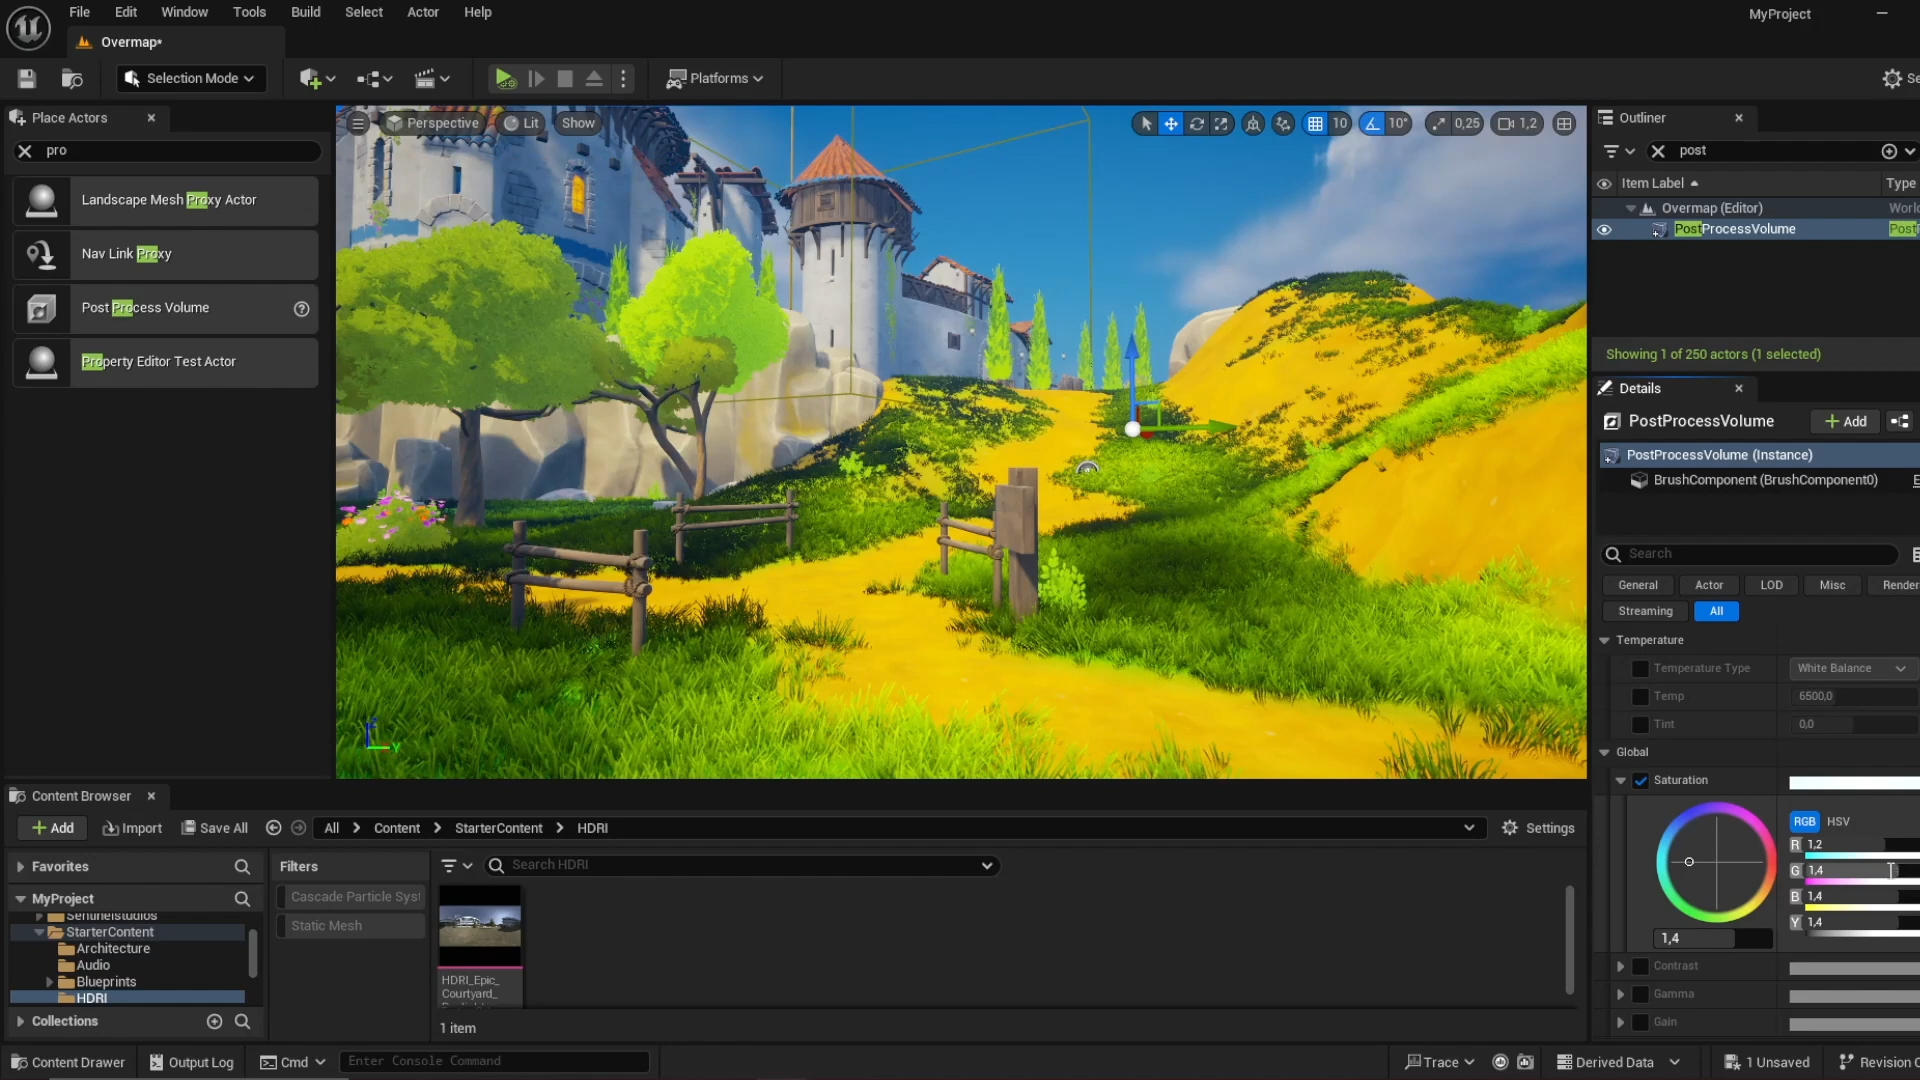 File Edit Window Tools Build Select Actor Help
MyProject
Overmap*
Selection Mode
Platforms
Se
Place Actors
pro
Landscape Mesh Proxy Actor
Nav Link Proxy
Post Process Volume
Property Editor Test Actor
Perspective Lit Show
10 10° 0,25 1,2
Outliner
post
Item Label Type
Overmap (Editor) World
PostProcessVolume PostP
Showing 1 of 250 actors (1 selected)
Details
PostProcessVolume
Add
PostProcessVolume (Instance)
BrushComponent (BrushComponent0) E
Search
General Actor LOD Misc Render
Streaming All
Temperature
Temperature Type White Balance
Temp 6500,0
Tint 0,0
Global
Saturation
RGB HSV
R 1,2
G 1,4
B 1,4
Y 1,4
1,4
Contrast
Gamma
Gain
Content Browser
Add Import Save All All Content StarterContent HDRI Settings
Favorites
MyProject
Sentinelstudios
StarterContent
Architecture
Audio
Blueprints
HDRI
Collections
Filters
Cascade Particle Syst
Static Mesh
Search HDRI
HDRI_Epic_
Courtyard_
1 item
Content Drawer Output Log Cmd Enter Console Command
Trace Derived Data 1 Unsaved Revision C